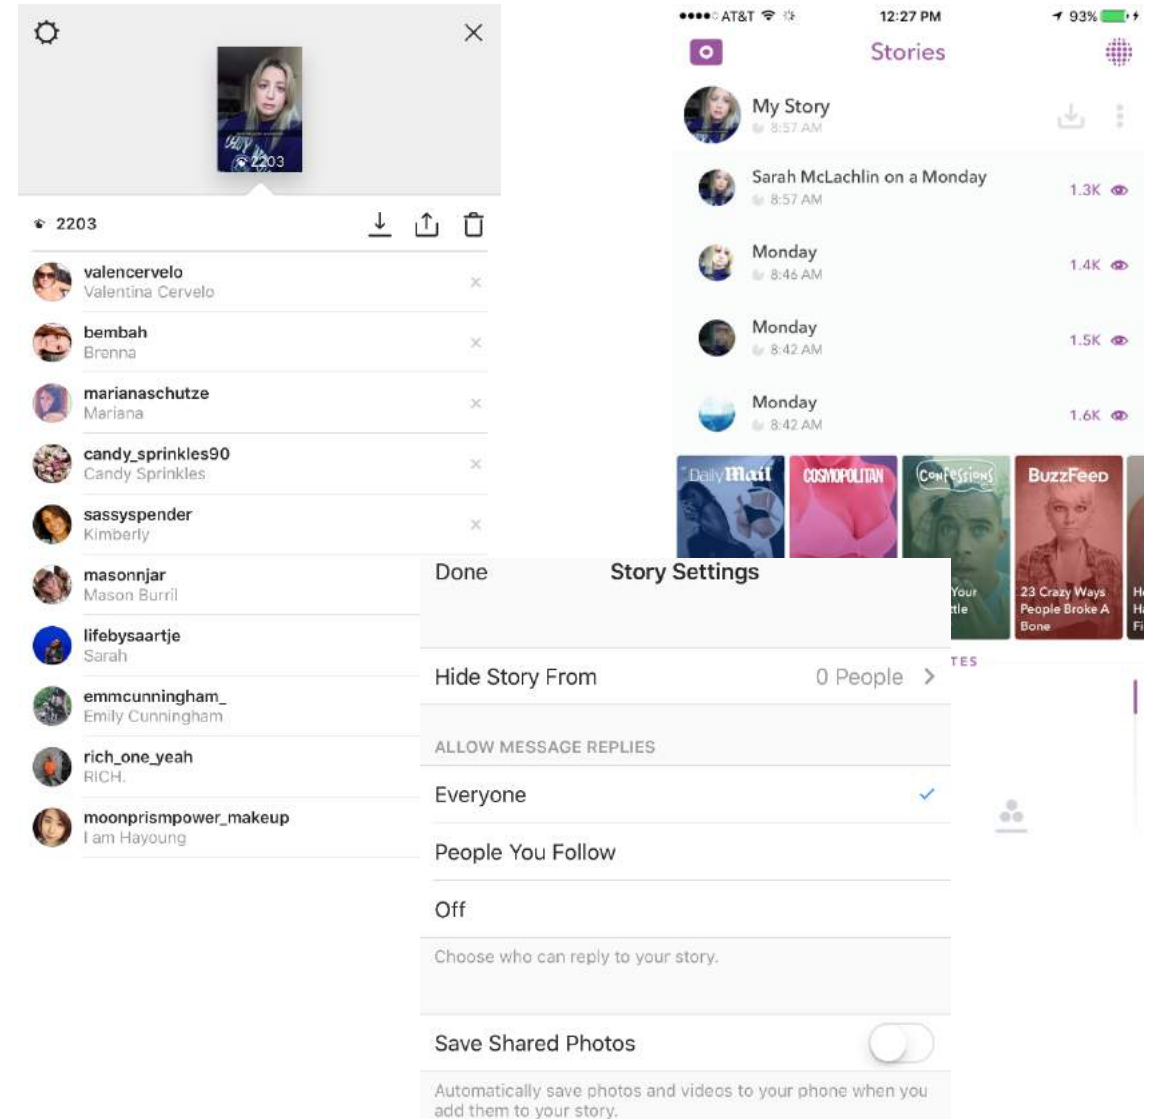 2203
2203
valencervelo
Valentina Cervelo
bembah
Brenna
marianaschutze
Mariana
candy_sprinkles90
Candy Sprinkles
sassyspender
Kimberly
masonnjar
Mason Burril
lifebysaartje
Sarah
emmcunningham_
Emily Cunningham
rich_one_yeah
RICH.
moonprismpower_makeup
I am Hayoung
AT&T 12:27 PM 93%
Stories
My Story
8:57 AM
Sarah McLachlin on a Monday
8:57 AM
1.3K
Monday
8:46 AM
1.4K
Monday
8:42 AM
1.5K
Monday
8:42 AM
1.6K
Daily Mail
COSMOPOLITAN
Confessions
BuzzFeed
Your
ttle
23 Crazy Ways
People Broke A
Bone
H
Ha
Fi
TES
Done Story Settings
Hide Story From 0 People
ALLOW MESSAGE REPLIES
Everyone
People You Follow
Off
Choose who can reply to your story.
Save Shared Photos
Automatically save photos and videos to your phone when you
add them to your story.